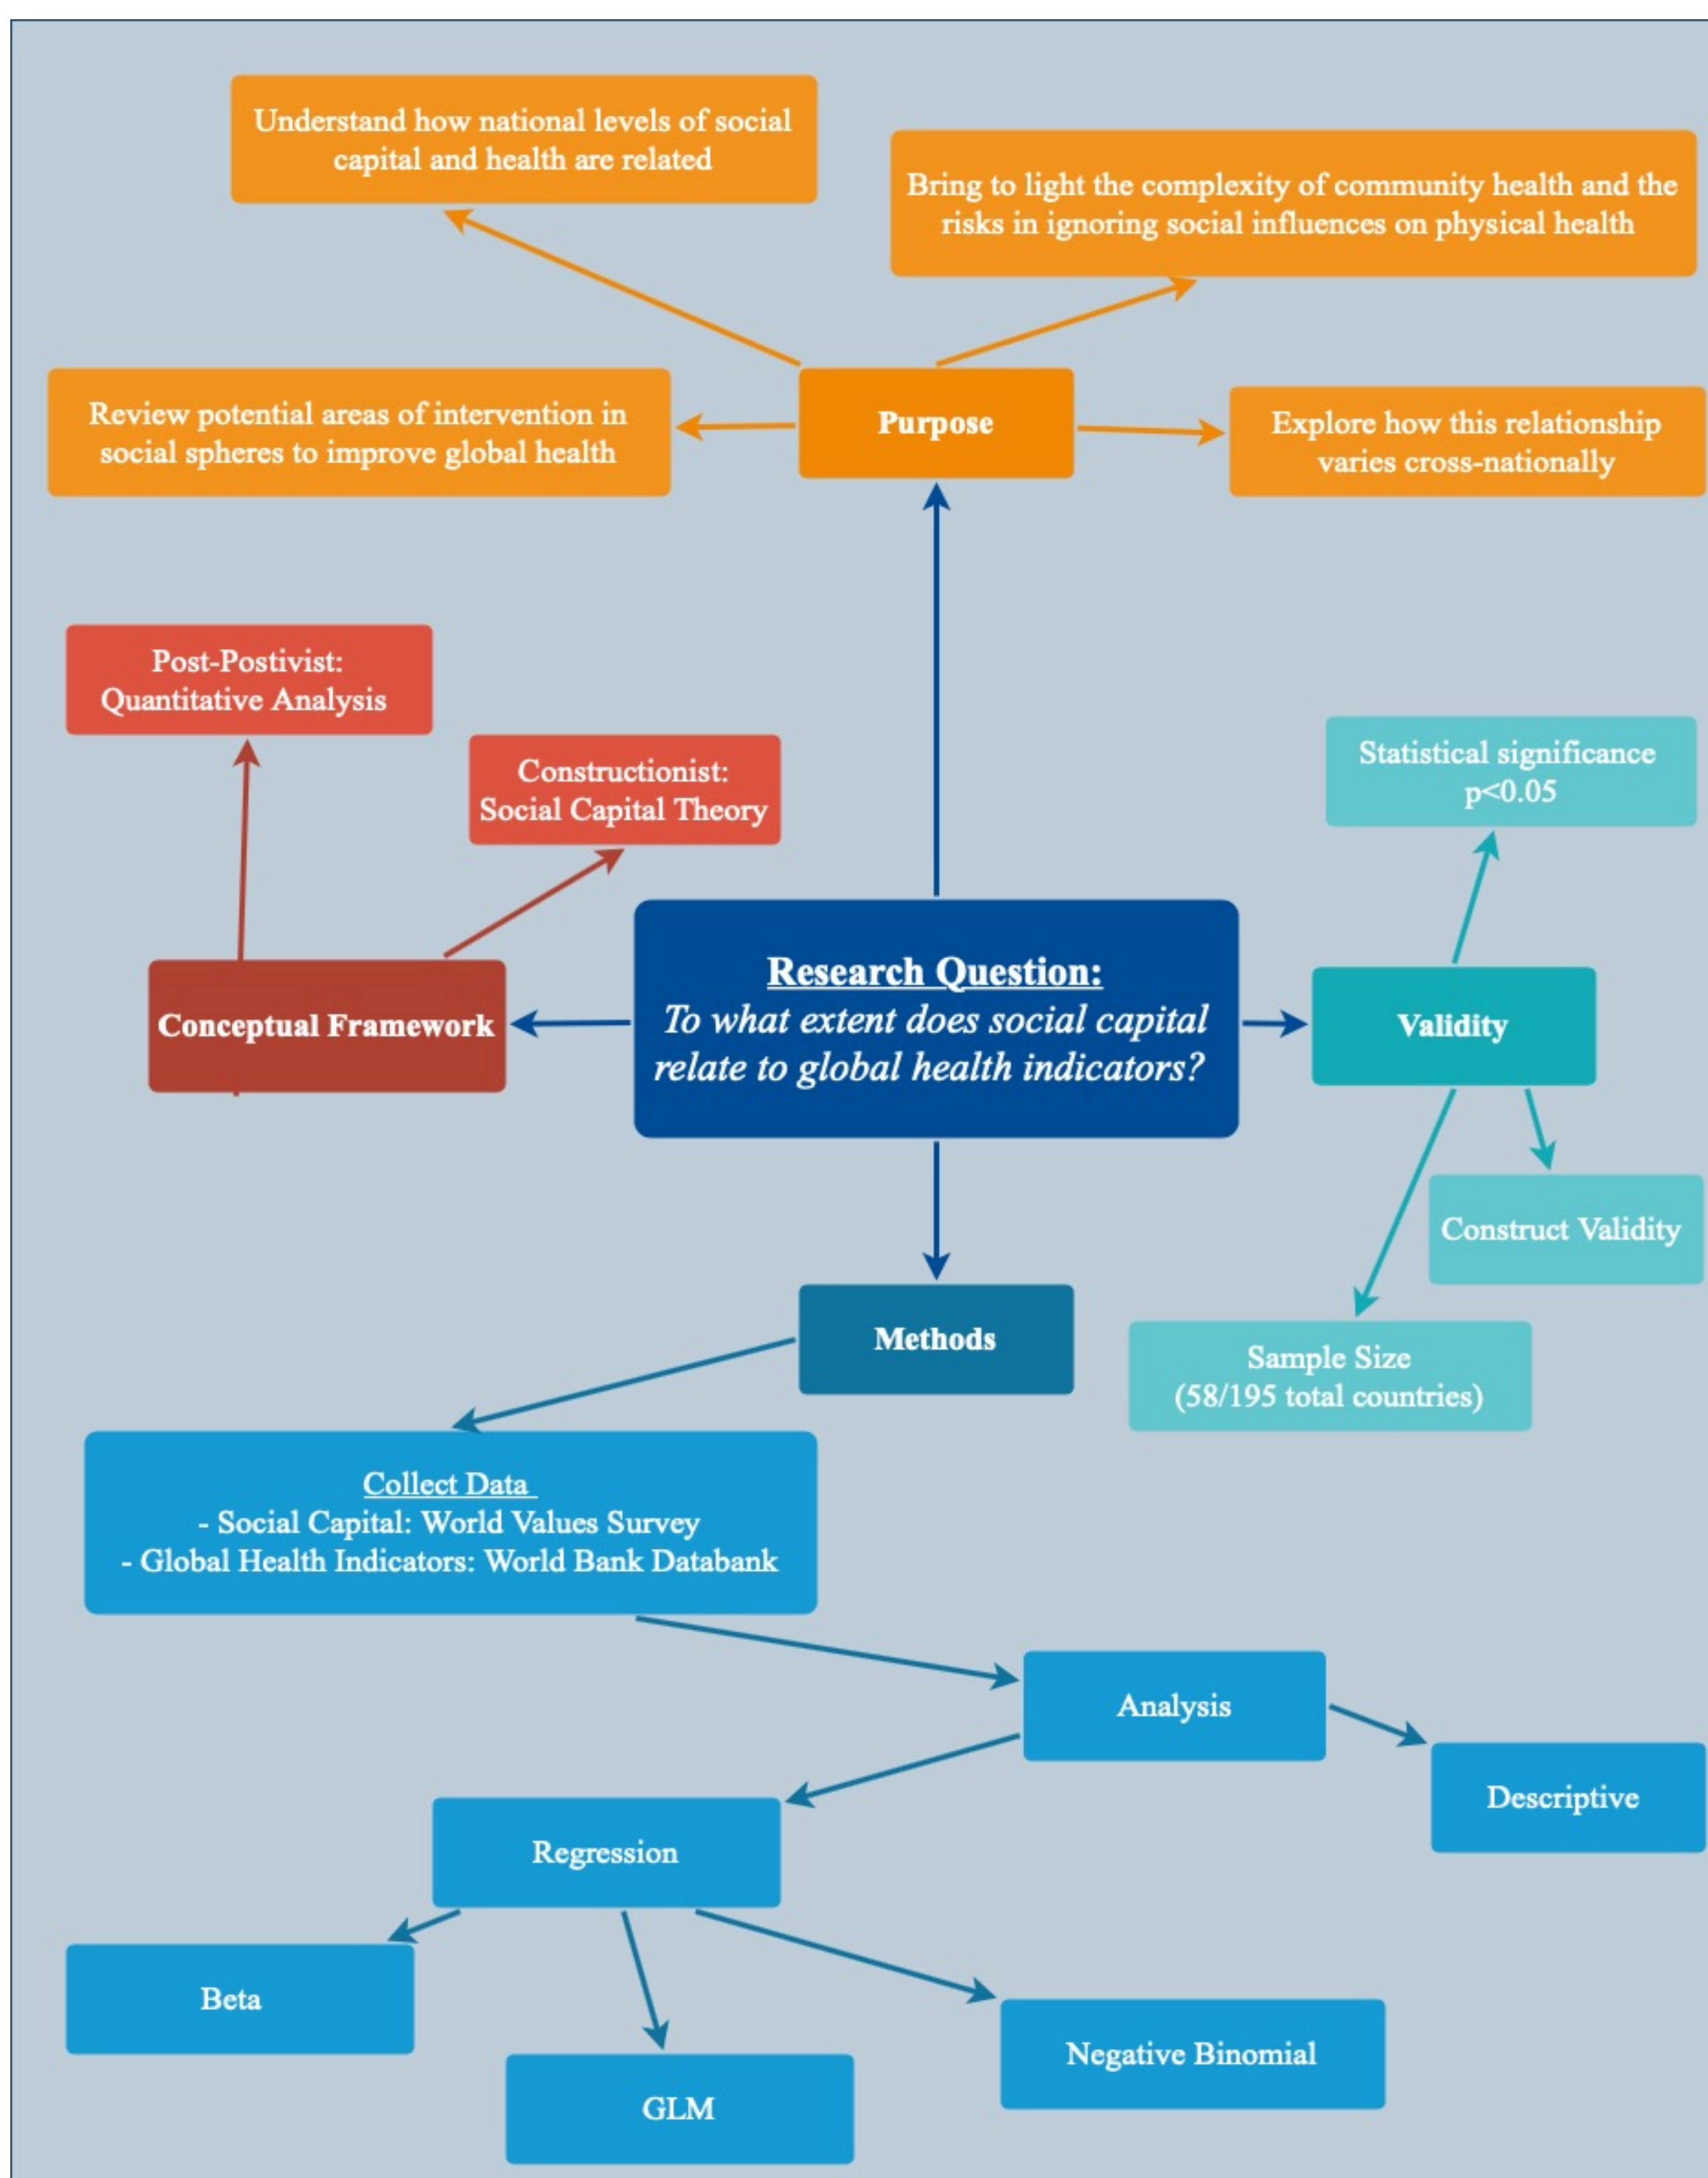 Understand how national levels of social
capital and health are related
Bring to light the complexity of community health and the
risks in ignoring social influences on physical health
Review potential areas of intervention in
social spheres to improve global health
Purpose
Explore how this relationship
varies cross-nationally
Post-Postivist:
Quantitative Analysis
Constructionist:
Social Capital Theory
Statistical significance
p<0.05
Conceptual Framework
Research Question:
To what extent does social capital
relate to global health indicators?
Validity
Construct Validity
Methods
Sample Size
(58/195 total countries)
Collect Data
- Social Capital: World Values Survey
- Global Health Indicators: World Bank Databank
Analysis
Descriptive
Regression
Beta
Negative Binomial
GLM